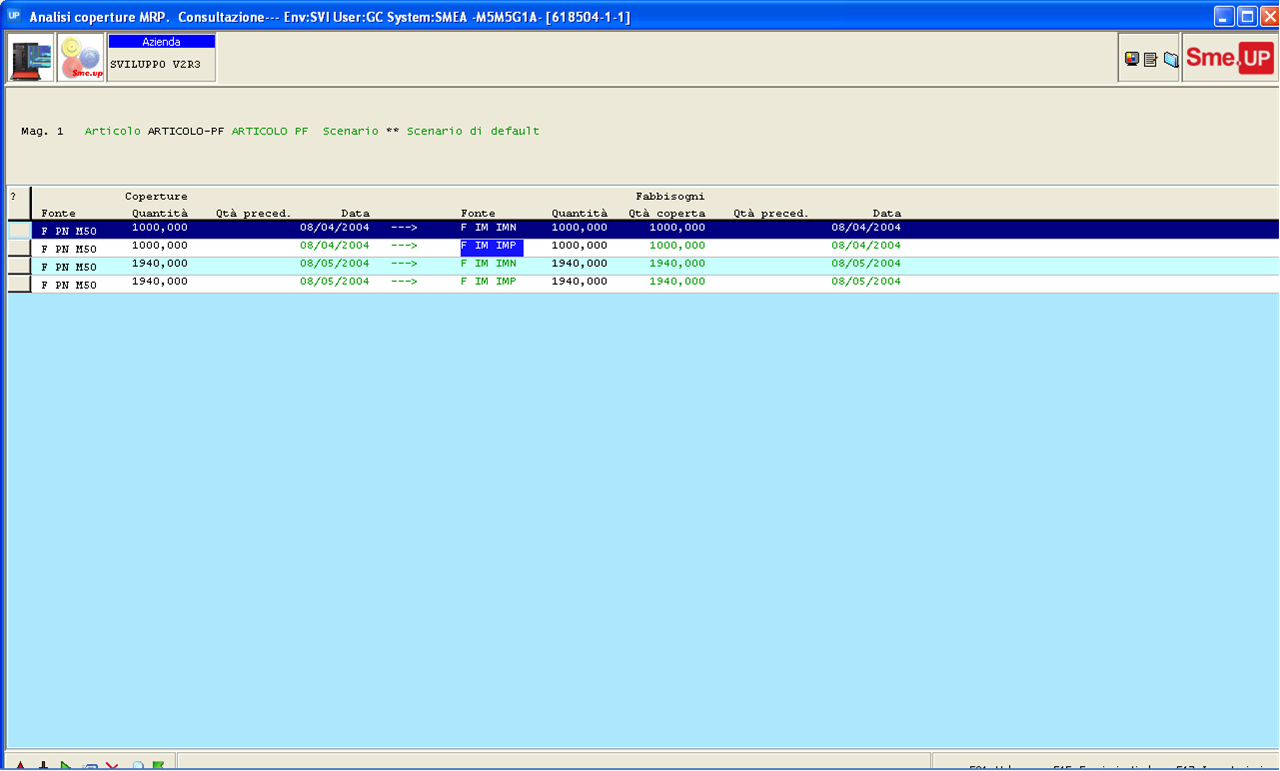 UP Analisi coperture MRP. Consultazione--- Env:SVI User:GC System:SMEA -M5M5G1A- [618504-1-1]
Sme.up
Azienda
SVILUPPO V2R3
Sme.UP
Mag. 1 Articolo ARTICOLO-PF ARTICOLO PF Scenario ** Scenario di default
? Coperture Fabbisogni
Fonte Quantità Qtà preced. Data Fonte Quantità Qtà coperta Qtà preced. Data
F PN M50 1000,000 08/04/2004 ---> F IM IMN 1000,000 1000,000 08/04/2004
F PN M50 1000,000 08/04/2004 ---> F IM IMP 1000,000 1000,000 08/04/2004
F PN M50 1940,000 08/05/2004 ---> F IM IMN 1940,000 1940,000 08/05/2004
F PN M50 1940,000 08/05/2004 ---> F IM IMP 1940,000 1940,000 08/05/2004